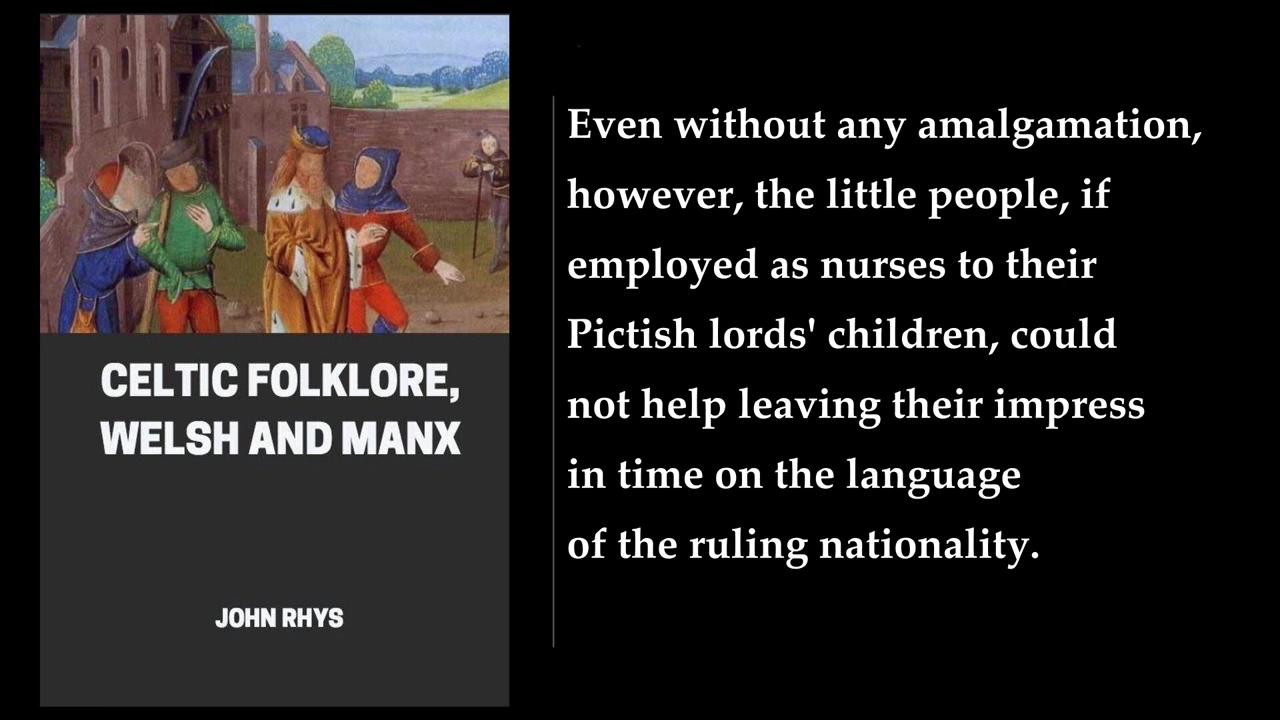 CELTIC FOLKLORE,
WELSH AND MANX
JOHN RHYS
Even without any amalgamation,
however, the little people, if
employed as nurses to their
Pictish lords' children, could
not help leaving their impress
in time on the language
of the ruling nationality.